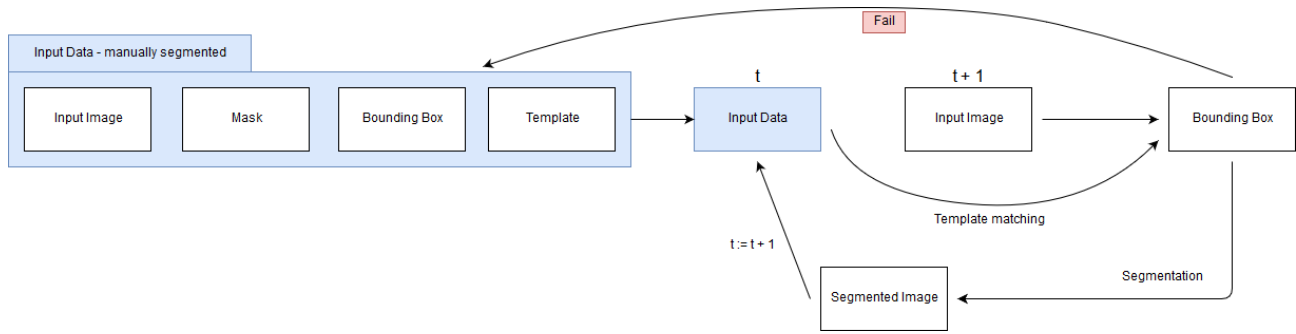 Fail
Input Data - manually segmented
t
t + 1
Input Image
Mask
Bounding Box
Template
Input Data
Input Image
Bounding Box
Template matching
t := t + 1
Segmentation
Segmented Image